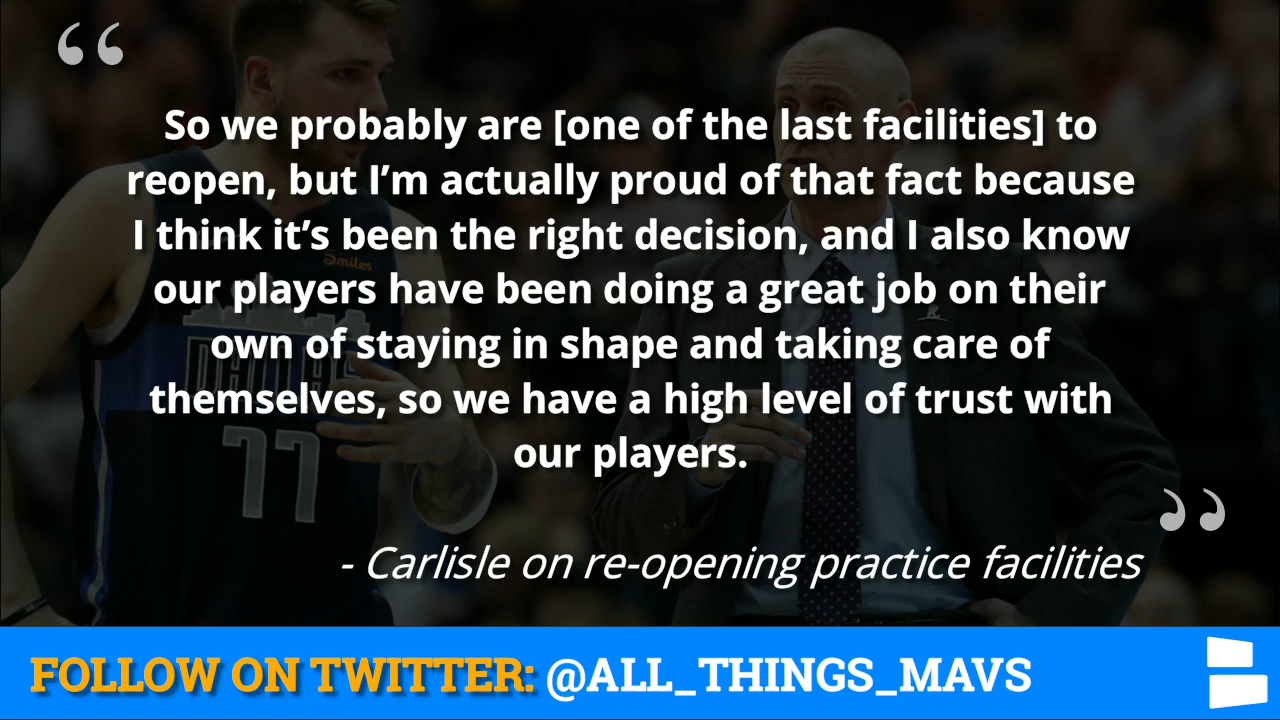 “
So we probably are [one of the last facilities] to
reopen, but I’m actually proud of that fact because
I think it’s been the right decision, and I also know
our players have been doing a great job on their
own of staying in shape and taking care of
themselves, so we have a high level of trust with
our players.
”
- Carlisle on re-opening practice facilities
5miles
DALLAS
77
FOLLOW ON TWITTER: @ALL_THINGS_MAVS